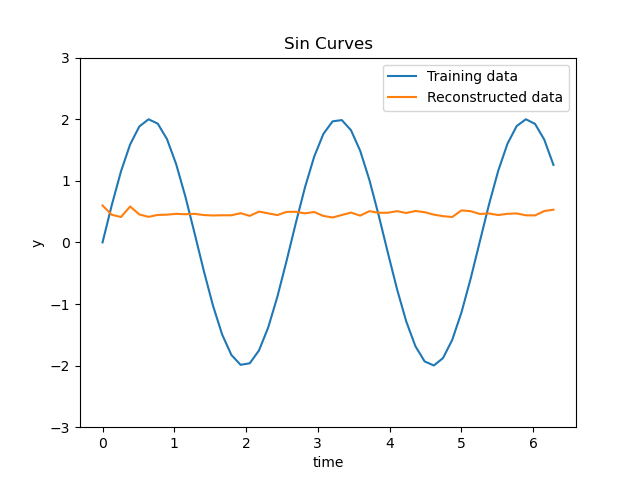 Sin Curves
Training data
Reconstructed data
3
2
1
0
−1
−2
−3
y
0
1
2
3
4
5
6
time